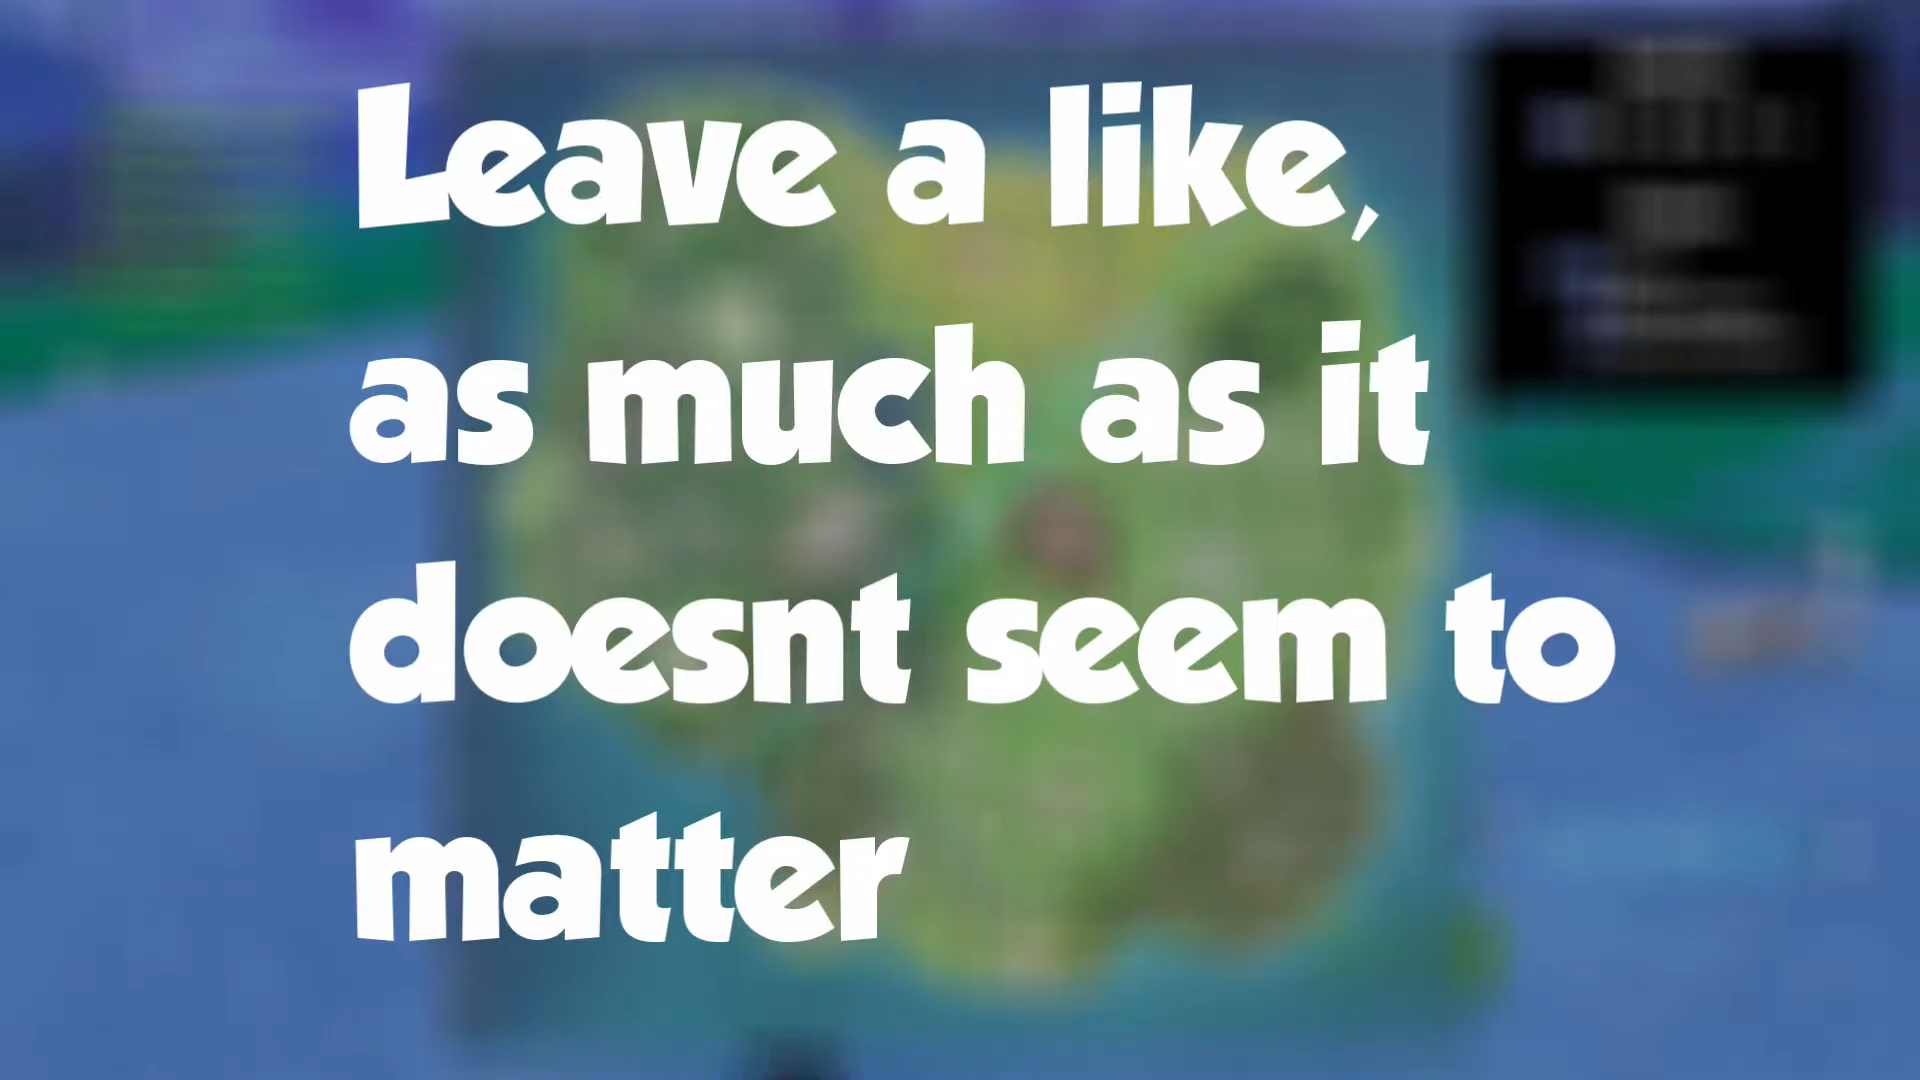 Leave a like,
as much as it
doesnt seem to
matter